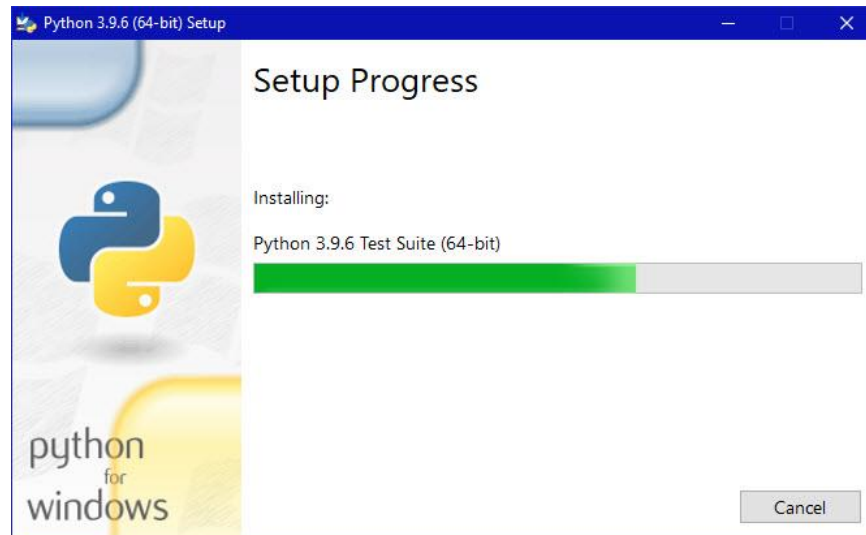 Python 3.9.6 (64-bit) Setup
Setup Progress
Installing:
Python 3.9.6 Test Suite (64-bit)
python
for
windows
Cancel